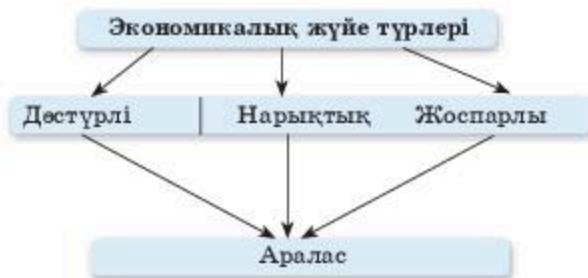 Экономикалық жүйе түрлері
Дәстүрлі Нарықтық Жоспарлы
Аралас